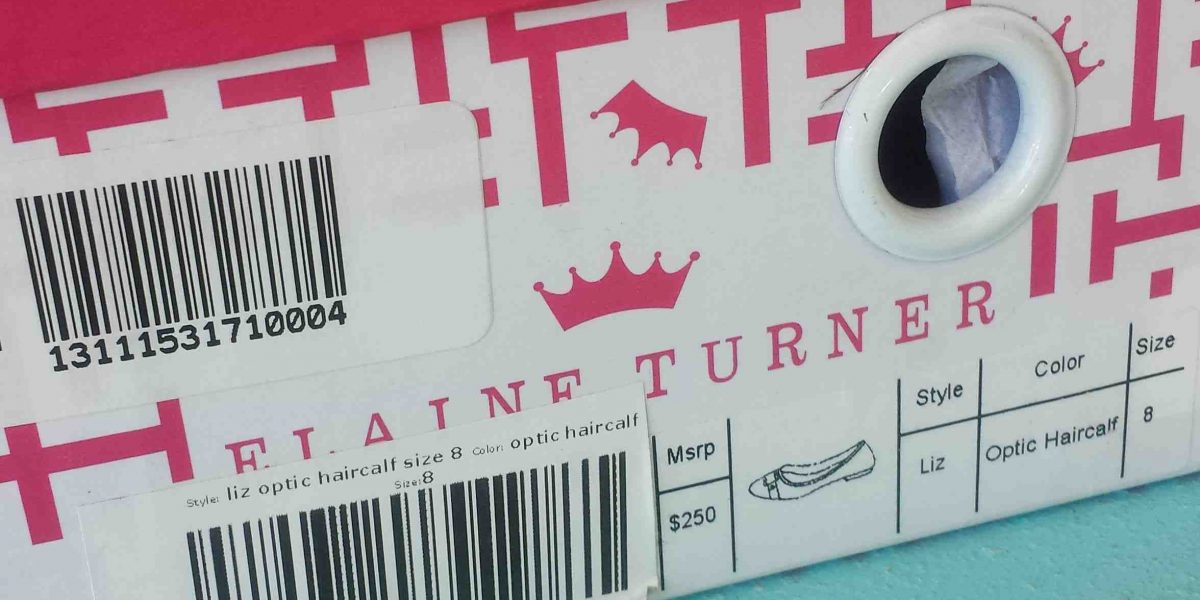 13111531710004
ELAINE TURNER
Style: liz optic haircalf size 8 Color: optic haircalf
Size: 8
Msrp
$250
Style Color Size
Liz Optic Haircalf 8